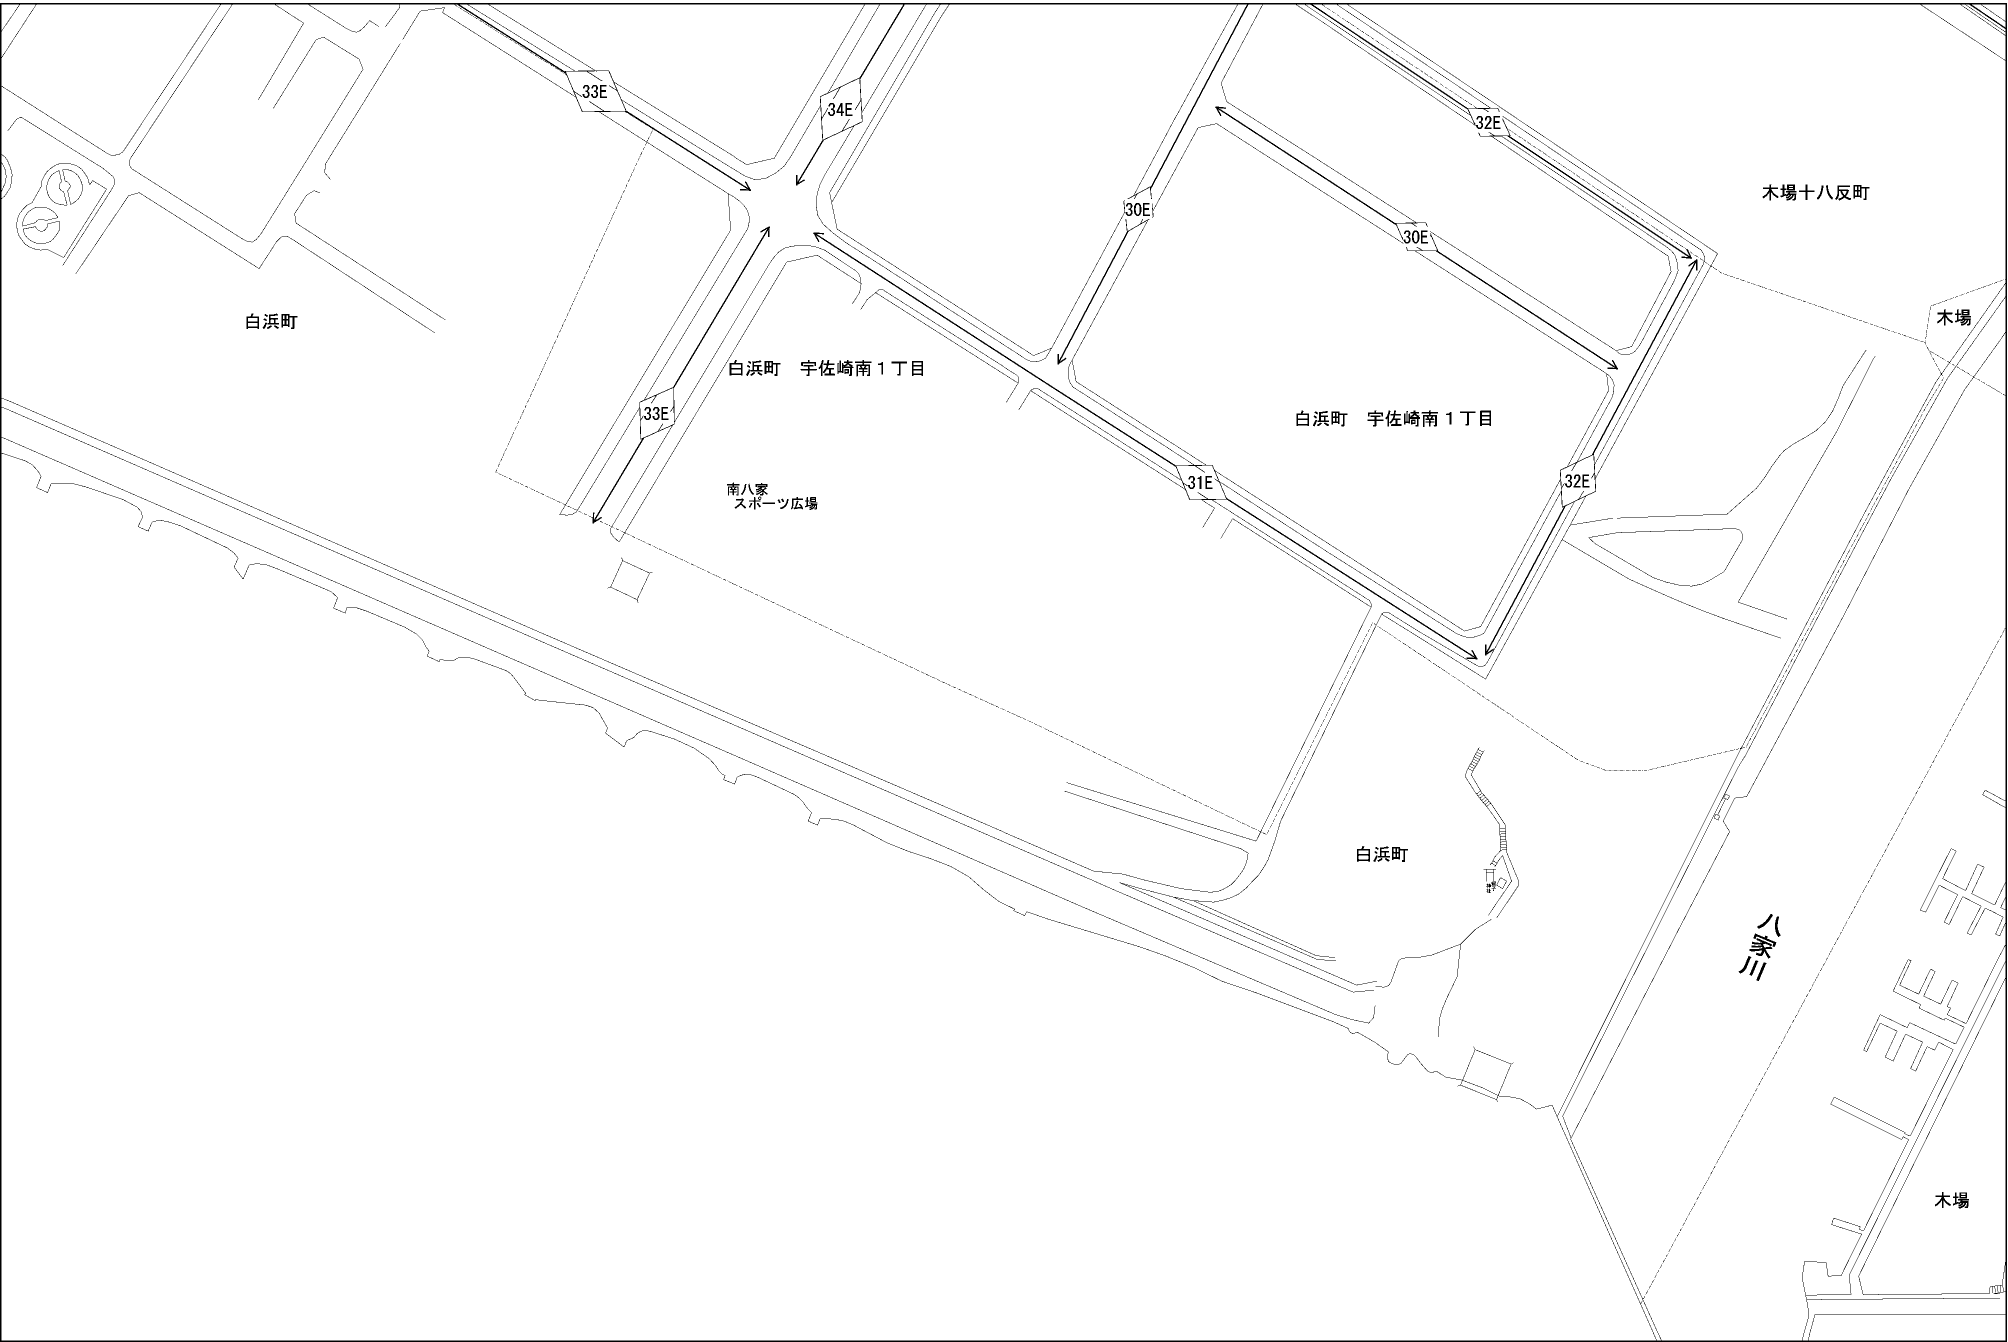 33E
34E
32E
木場十八反町
30E
30E
木場
白浜町
白浜町　宇佐崎南１丁目
33E
白浜町　宇佐崎南１丁目
31E
32E
南八家
スポーツ広場
白浜町
八家川
木場